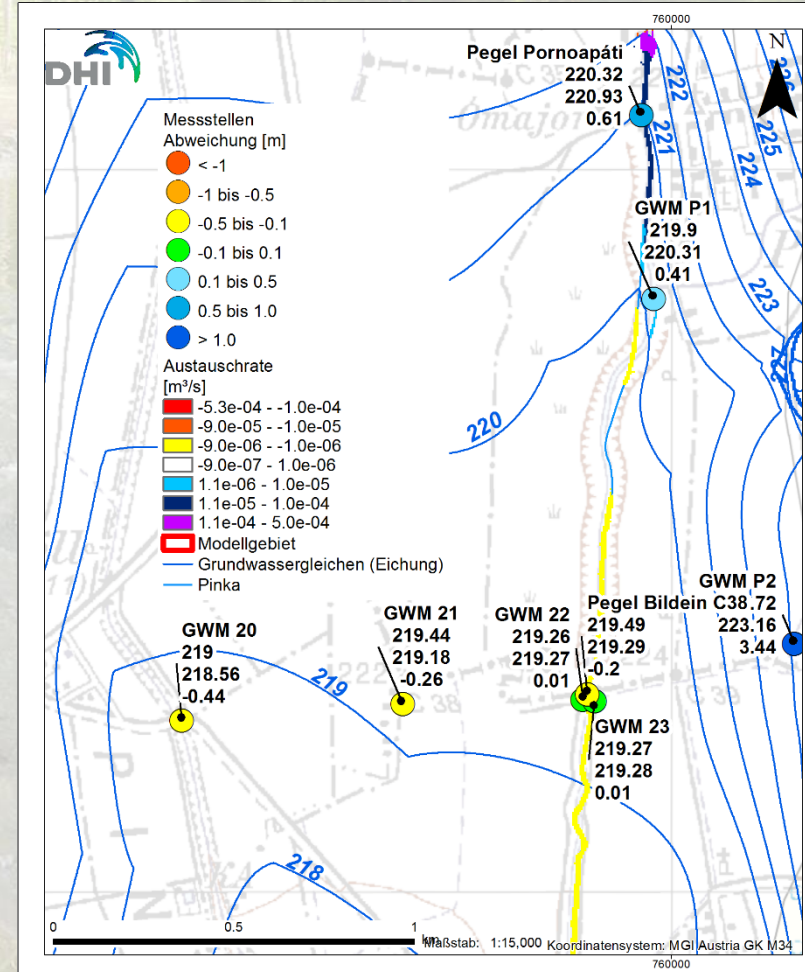 760000
DHI
N
Pegel Pornoapáti
220.32
220.93
0.61
Messstellen
Abweichung [m]
< -1
-1 bis -0.5
-0.5 bis -0.1
-0.1 bis 0.1
0.1 bis 0.5
0.5 bis 1.0
> 1.0
Austauschrate
[m³/s]
-5.3e-04 - -1.0e-04
-9.0e-05 - -1.0e-05
-9.0e-06 - -1.0e-06
-9.0e-07 - 1.0e-06
1.1e-06 - 1.0e-05
1.1e-05 - 1.0e-04
1.1e-04 - 5.0e-04
Modellgebiet
Grundwassergleichen (Eichung)
Pinka
Ómajor
222
221
226
225
224
223
222
220
219
218
GWM P1
219.9
220.31
0.41
GWM P2
223.16
3.44
Pegel Bildein C38.72
219.49
219.29
-0.2
GWM 20
219
218.56
-0.44
GWM 21
219.44
219.18
-0.26
GWM 22
219.26
219.27
0.01
GWM 23
219.27
219.28
0.01
C 38
C 39
0 0.5 1
km
Maßstab: 1:15,000 Koordinatensystem: MGI Austria GK M34
760000